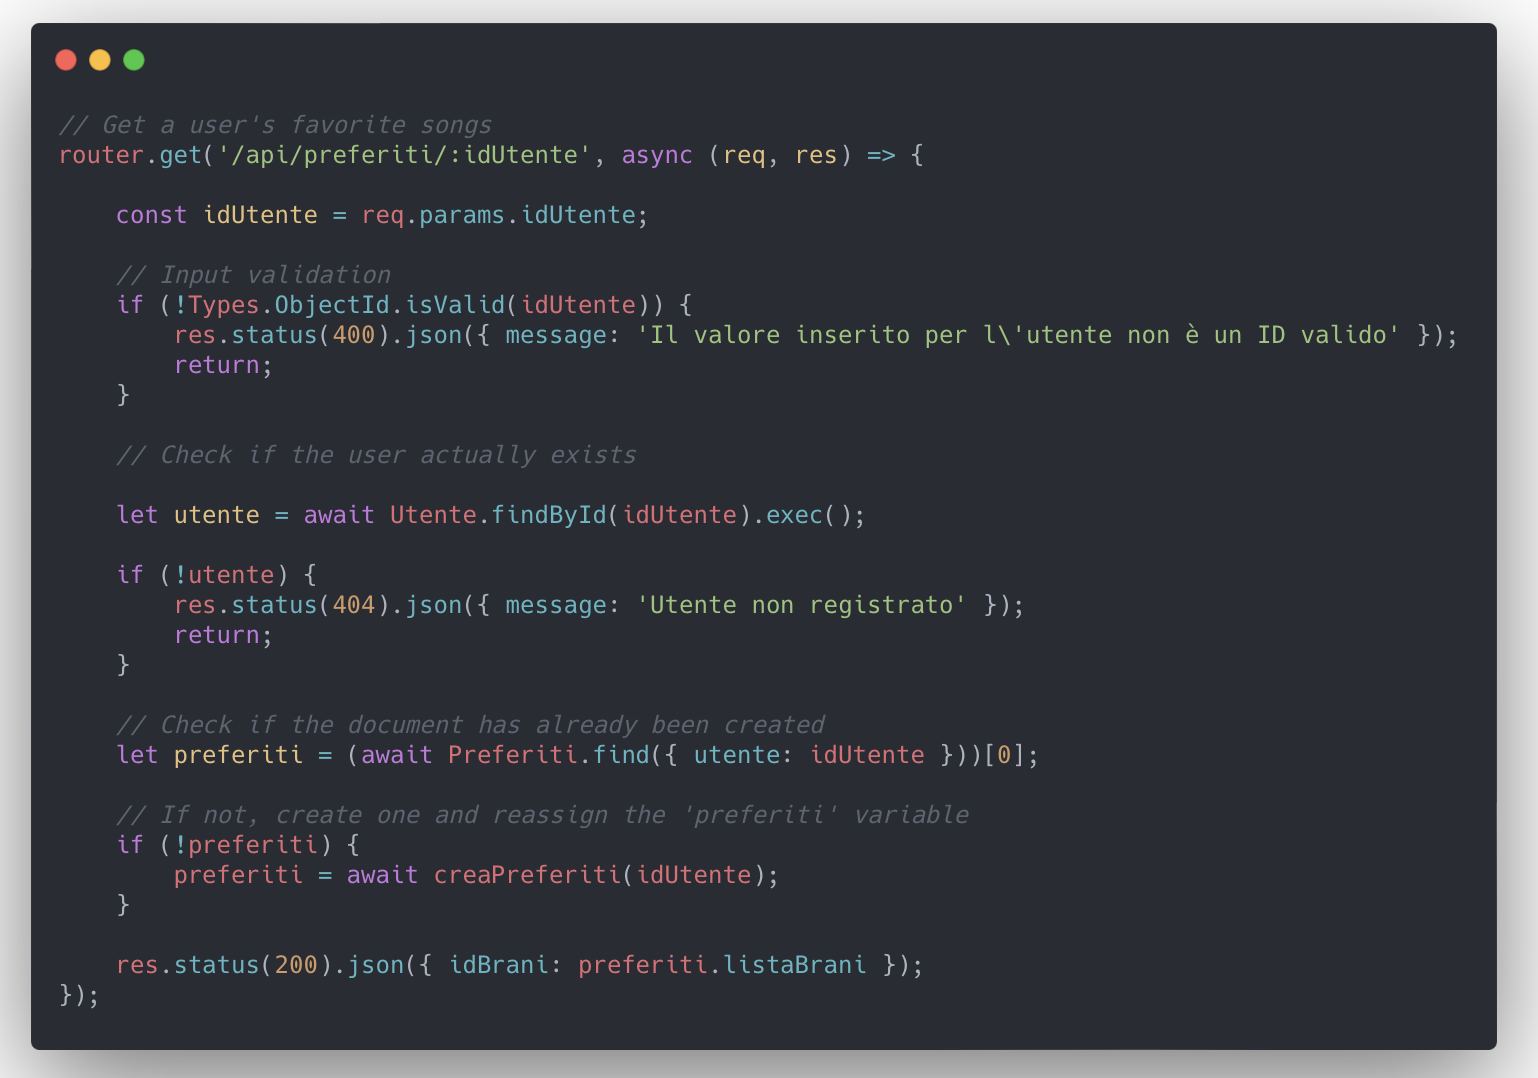 // Get a user's favorite songs
router.get('/api/preferiti/:idUtente', async (req, res) => {
const idUtente = req.params.idUtente;
// Input validation
if (!Types.ObjectId.isValid(idUtente)) {
res.status(400).json({ message: 'Il valore inserito per l\'utente non è un ID valido' });
return;
}
// Check if the user actually exists
let utente = await Utente.findById(idUtente).exec();
if (!utente) {
res.status(404).json({ message: 'Utente non registrato' });
return;
}
// Check if the document has already been created
let preferiti = (await Preferiti.find({ utente: idUtente }))[0];
// If not, create one and reassign the 'preferiti' variable
if (!preferiti) {
preferiti = await creaPreferiti(idUtente);
}
res.status(200).json({ idBrani: preferiti.listaBrani });
});